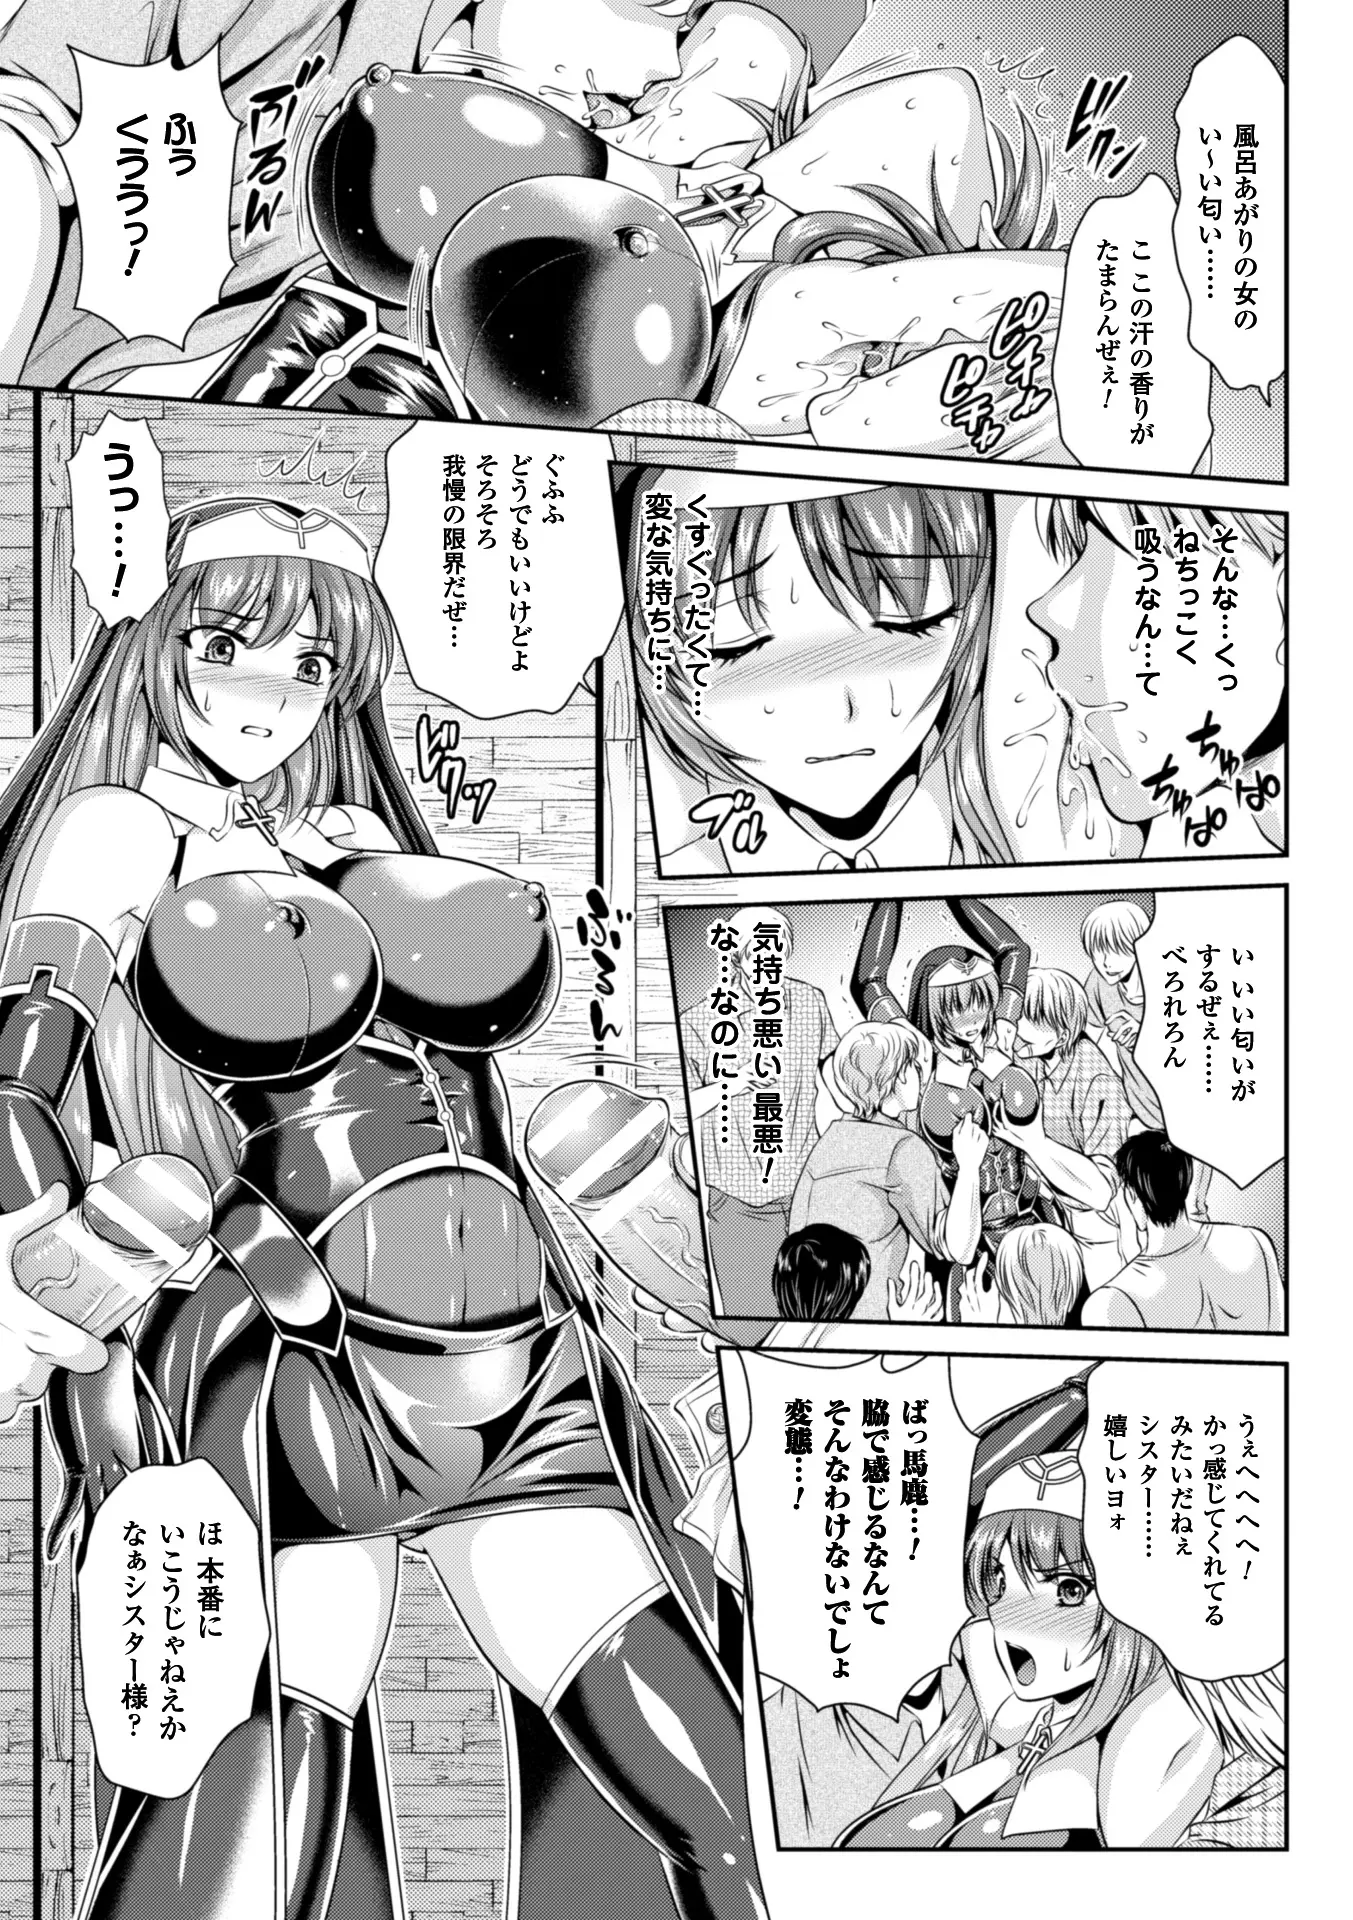 風呂あがりの女の
い〜い匂い……
こ この汗の香りが
たまらんぜぇ！
ドクン
ピチャ
ピチャ
ぶるん
ふぅ
くううっ！
そんな…くっ
ねちっこく
吸うなん…て
ちゅぱ
ちゅぱ
くすぐったくて…
変な気持ちに…
ブル
い いい匂いが
するぜぇ……
べろれろん
気持ち悪い 最悪！
な…なのに……
うぇへへへへ！
かっ感じてくれてる
みたいだねぇ
シスター……
嬉しいヨォ
ばっ馬鹿…！
脇で感じるなんて
そんなわけないでしょ
変態…！
ぐふふ
どうでもいいけどよ
そろそろ
我慢の限界だぜ…
うっ…！
ビクッ
ぶるん
ほ 本番に
いこうじゃねえか
なぁシスター様？